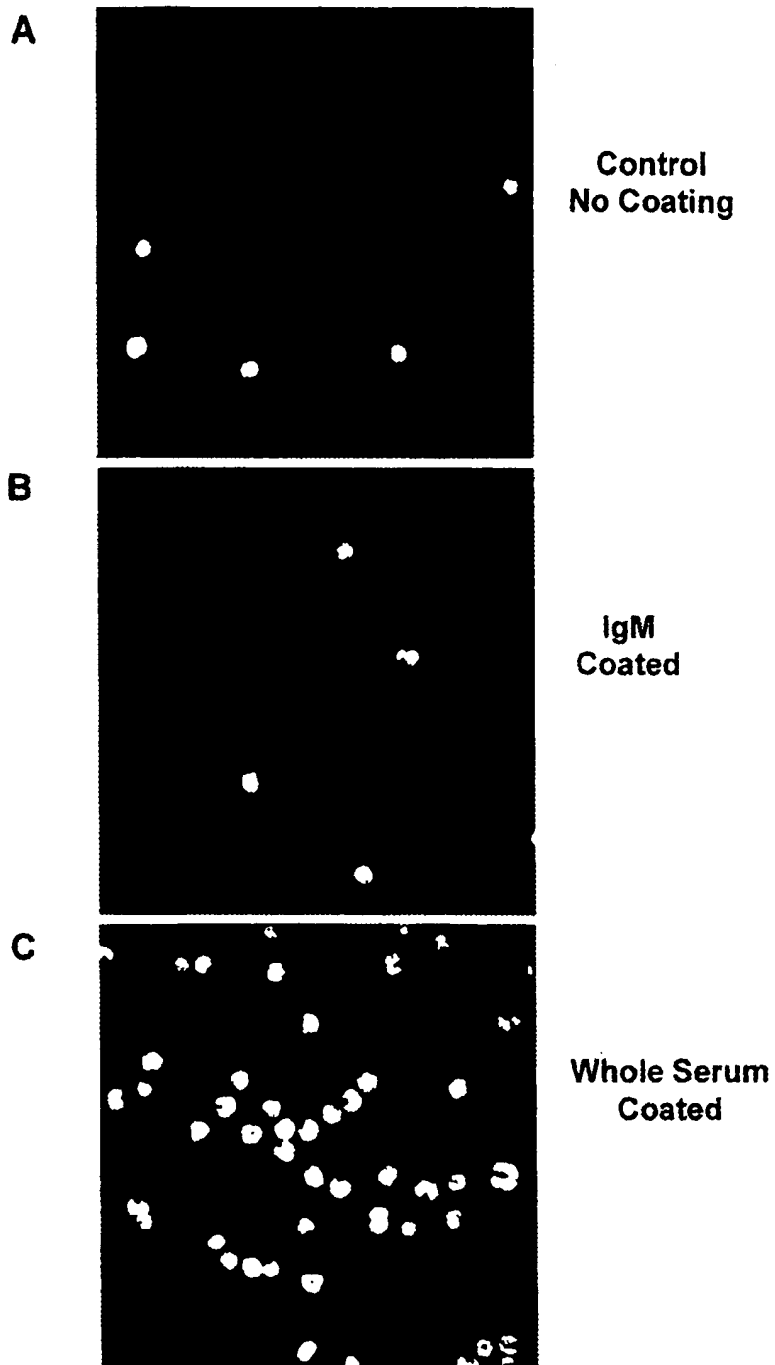 A
Control
No Coating
B
IgM
Coated
C
Whole Serum
Coated